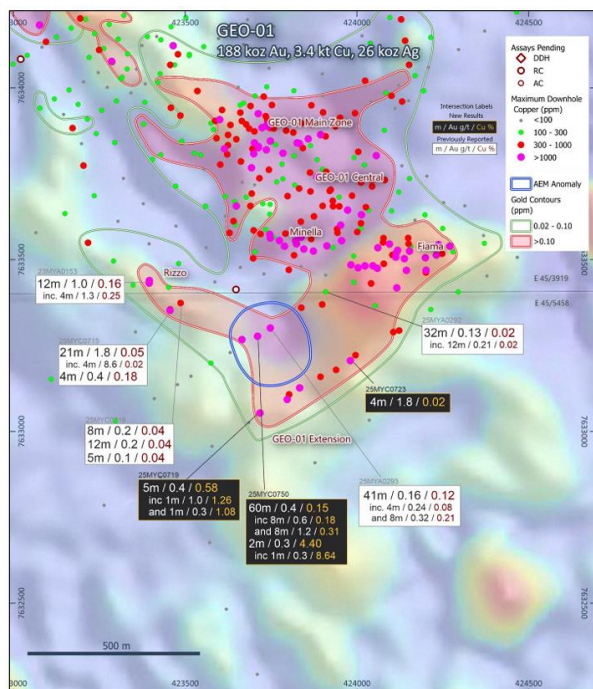 3000
423500
424000
424500
GEO-01
188 koz Au, 3.4 kt Cu, 26 koz Ag
Assays Pending
DDH
RC
AC
Maximum Downhole
Copper (ppm)
<100
100 - 300
300 - 1000
>1000
Intersection Labels
New Results
m / Au g/t / Cu %
Previously Reported
m / Au g/t / Cu %
AEM Anomaly
Gold Contours
(ppm)
0.02 - 0.10
>0.10
7634000
7634000
GEO-01 Main Zone
GEO-01 Central
Minella
Fiama
Rizzo
7633500
7633500
E 45/3919
E 45/5458
23MYA0153
12m / 1.0 / 0.16
inc. 4m / 1.3 / 0.25
25MYA0292
32m / 0.13 / 0.02
inc. 12m / 0.21 / 0.02
25MYC0715
21m / 1.8 / 0.05
inc. 4m / 8.6 / 0.02
4m / 0.4 / 0.18
25MYC0723
4m / 1.8 / 0.02
8m / 0.2 / 0.04
12m / 0.2 / 0.04
5m / 0.1 / 0.04
7633000
7633000
GEO-01 Extension
25MYC0719
5m / 0.4 / 0.58
inc 1m / 1.0 / 1.26
and 1m / 0.3 / 1.08
25MYC0750
60m / 0.4 / 0.15
inc 8m / 0.6 / 0.18
and 8m / 1.2 / 0.31
2m / 0.3 / 4.40
inc 1m / 0.3 / 8.64
25MYA0293
41m / 0.16 / 0.12
inc. 4m / 0.24 / 0.08
and 8m / 0.32 / 0.21
7632500
7632500
500 m
3000
423500
424000
424500